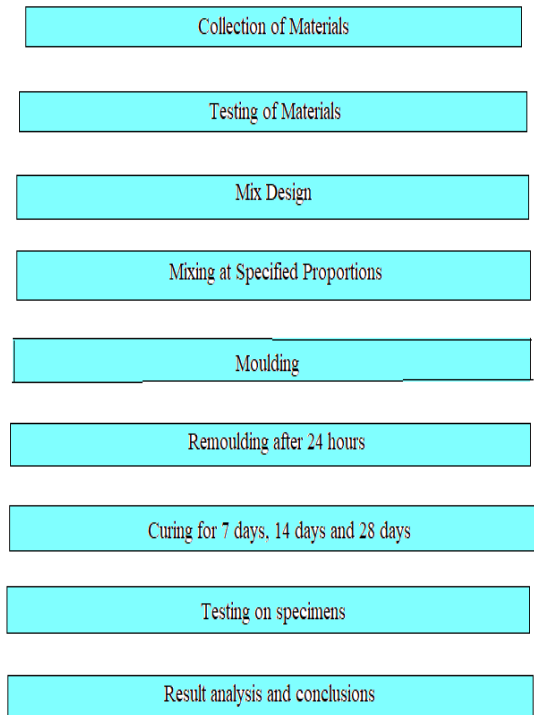 Collection of Materials
Testing of Materials
Mix Design
Mixing at Specified Proportions
Moulding
Remoulding after 24 hours
Curing for 7 days, 14 days and 28 days
Testing on specimens
Result analysis and conclusions